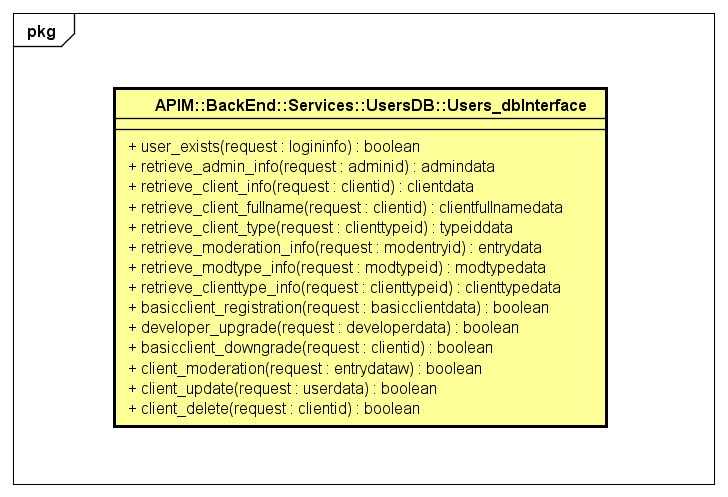 pkg
APIM::BackEnd::Services::UsersDB::Users_dbInterface
+ user_exists(request : logininfo) : boolean
+ retrieve_admin_info(request : adminid) : admindata
+ retrieve_client_info(request : clientid) : clientdata
+ retrieve_client_fullname(request : clientid) : clientfullnamedata
+ retrieve_client_type(request : clienttypeid) : typeiddata
+ retrieve_moderation_info(request : modentryid) : entrydata
+ retrieve_modtype_info(request : modtypeid) : modtypedata
+ retrieve_clienttype_info(request : clienttypeid) : clienttypedata
+ basicclient_registration(request : basicclientdata) : boolean
+ developer_upgrade(request : developerdata) : boolean
+ basicclient_downgrade(request : clientid) : boolean
+ client_moderation(request : entrydataw) : boolean
+ client_update(request : userdata) : boolean
+ client_delete(request : clientid) : boolean